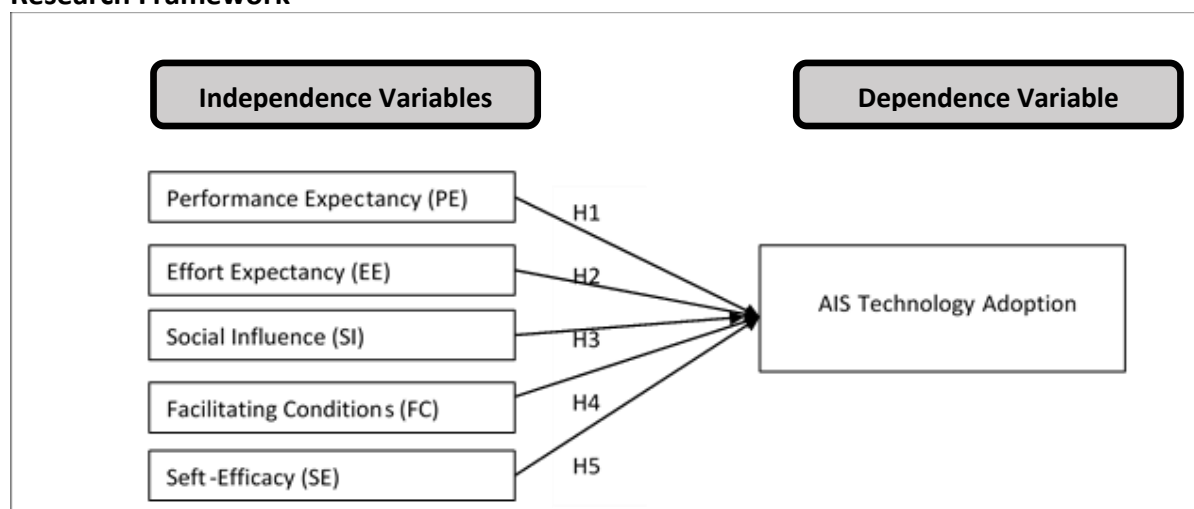 Research Framework
Independence Variables
Dependence Variable
Performance Expectancy (PE)
H1
Effort Expectancy (EE)
H2
AIS Technology Adoption
Social Influence (SI)
H3
Facilitating Conditions (FC)
H4
Seft-Efficacy (SE)
H5